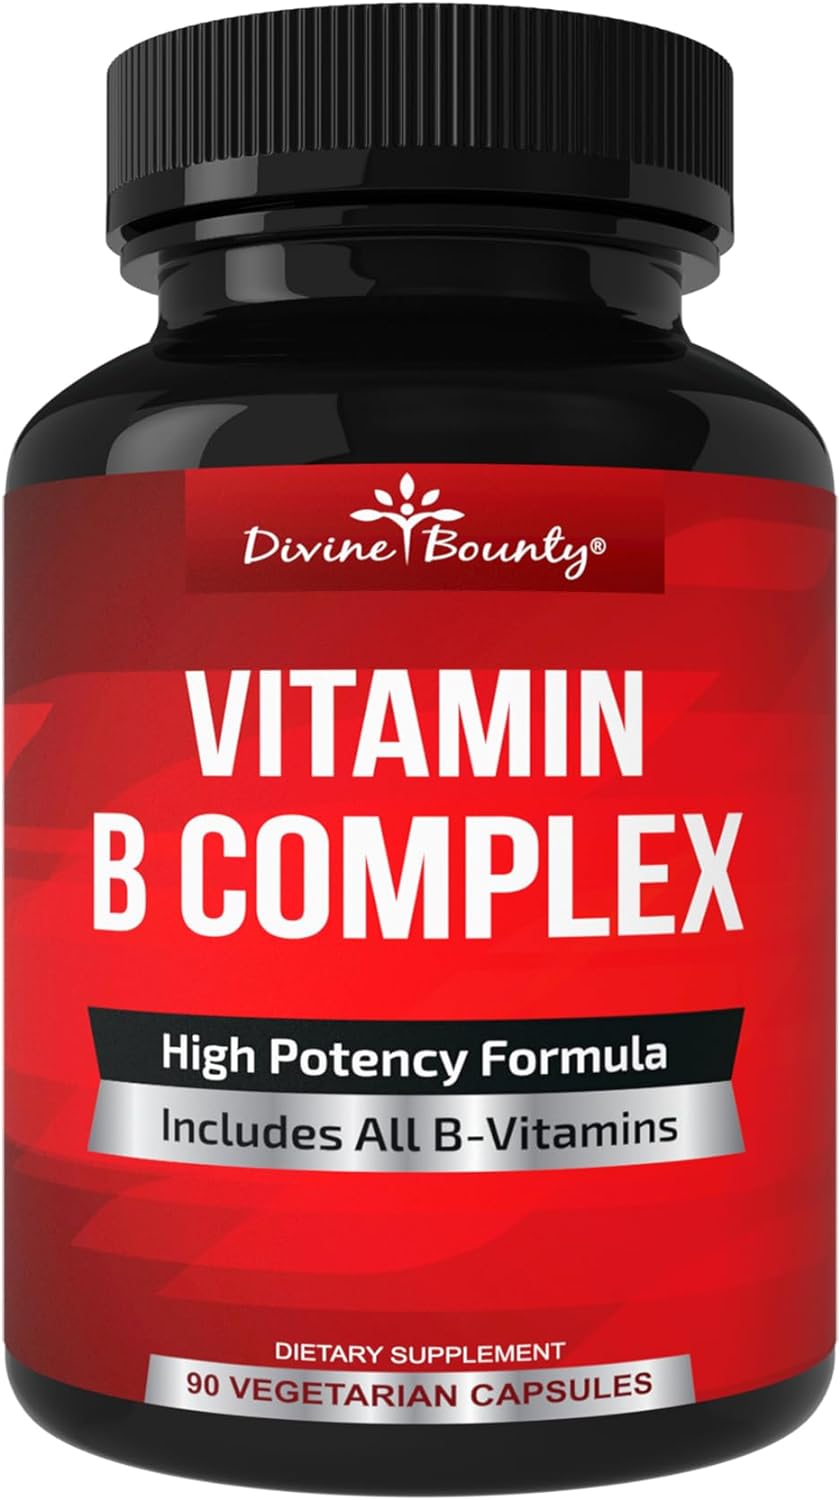 Divine Bounty®
VITAMIN
B COMPLEX
High Potency Formula
Includes All B-Vitamins
DIETARY SUPPLEMENT
90 VEGETARIAN CAPSULES